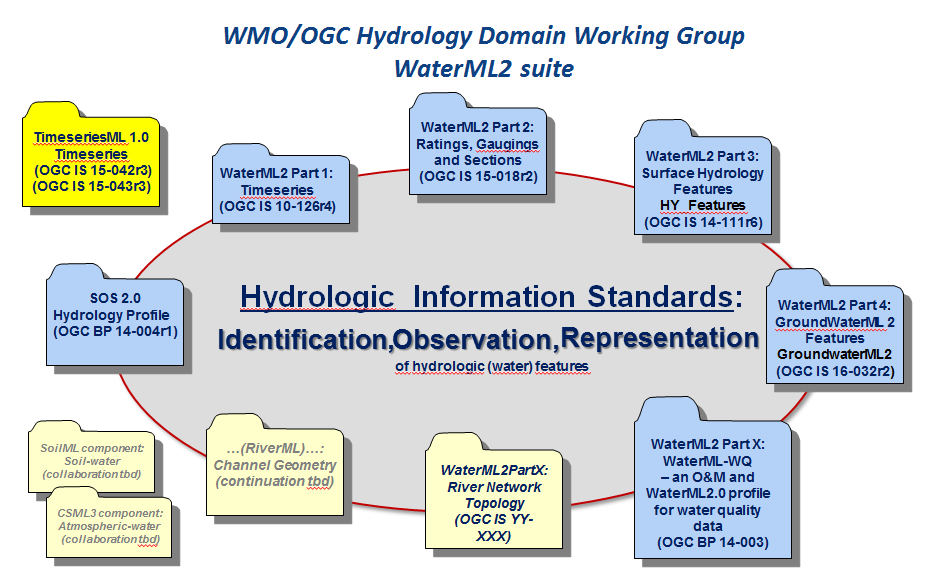 WMO/OGC Hydrology Domain Working Group
WaterML2 suite
TimeseriesML 1.0
Timeseries
(OGC IS 15-042r3)
(OGC IS 15-043r3)
WaterML2 Part 1:
Timeseries
(OGC IS 10-126r4)
WaterML2 Part 2:
Ratings, Gaugings
and Sections
(OGC IS 15-018r2)
WaterML2 Part 3:
Surface Hydrology
Features
HY_Features
(OGC IS 14-111r6)
SOS 2.0
Hydrology Profile
(OGC BP 14-004r1)
Hydrologic Information Standards:
Identification,Observation,Representation
of hydrologic (water) features
WaterML2 Part 4:
GroundWaterML 2
Features
GroundwaterML2
(OGC IS 16-032r2)
SoilML component:
Soil-water
(collaboration tbd)
CSML3 component:
Atmospheric-water
(collaboration tbd)
…(RiverML)…:
Channel Geometry
(continuation tbd)
WaterML2PartX:
River Network
Topology
(OGC IS YY-
XXX)
WaterML2 Part X:
WaterML-WQ
– an O&M and
WaterML2.0 profile
for water quality
data
(OGC BP 14-003)